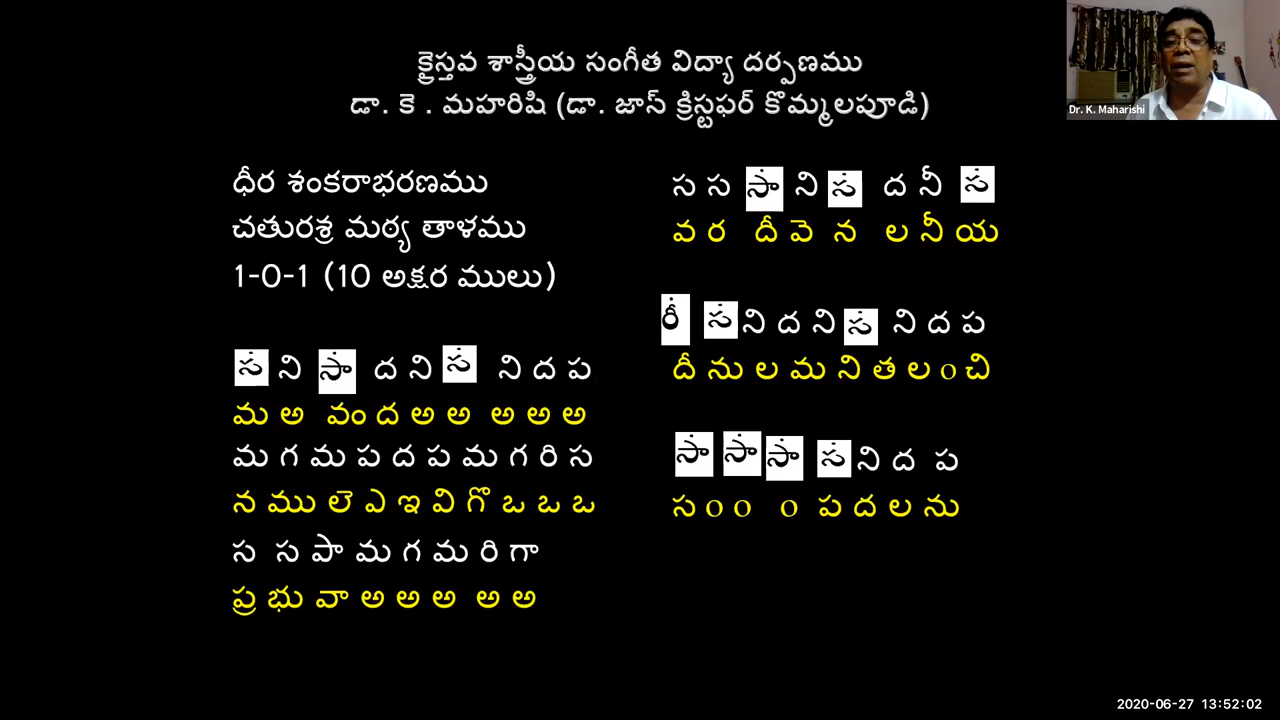 క్రైస్తవ శాస్త్రీయ సంగీత విద్యా దర్పణము
డా. కె . మహరిషి (డా. జాస్ క్రిస్టఫర్ కొమ్మలపూడి)
Dr. K. Maharishi
ధీర శంకరాభరణము
చతురశ్ర మఠ్య తాళము
1-0-1 (10 అక్షర ములు)
సં ని సાં ద ని సં ని ద ప
మ అ వం ద అ అ అ అ అ
మ గ మ ప ద ప మ గ రి స
న ము లె ఎ ఇ వి గొ ఒ ఒ ఒ
స స పా మ గ మ రి గా
ప్ర భు వా అ అ అ అ అ
స స సా̇ ని స̇ ద నీ స̇
వ ర దీ వె న ల నీ య
రీ̇ స̇ ని ద ని స̇ ని ద ప
దీ ను ల మ ని త ల ం చి
సా̇ సా̇ సా̇ స̇ ని ద ప
స ం ం ం ప ద ల ను
2020-06-27 13:52:02